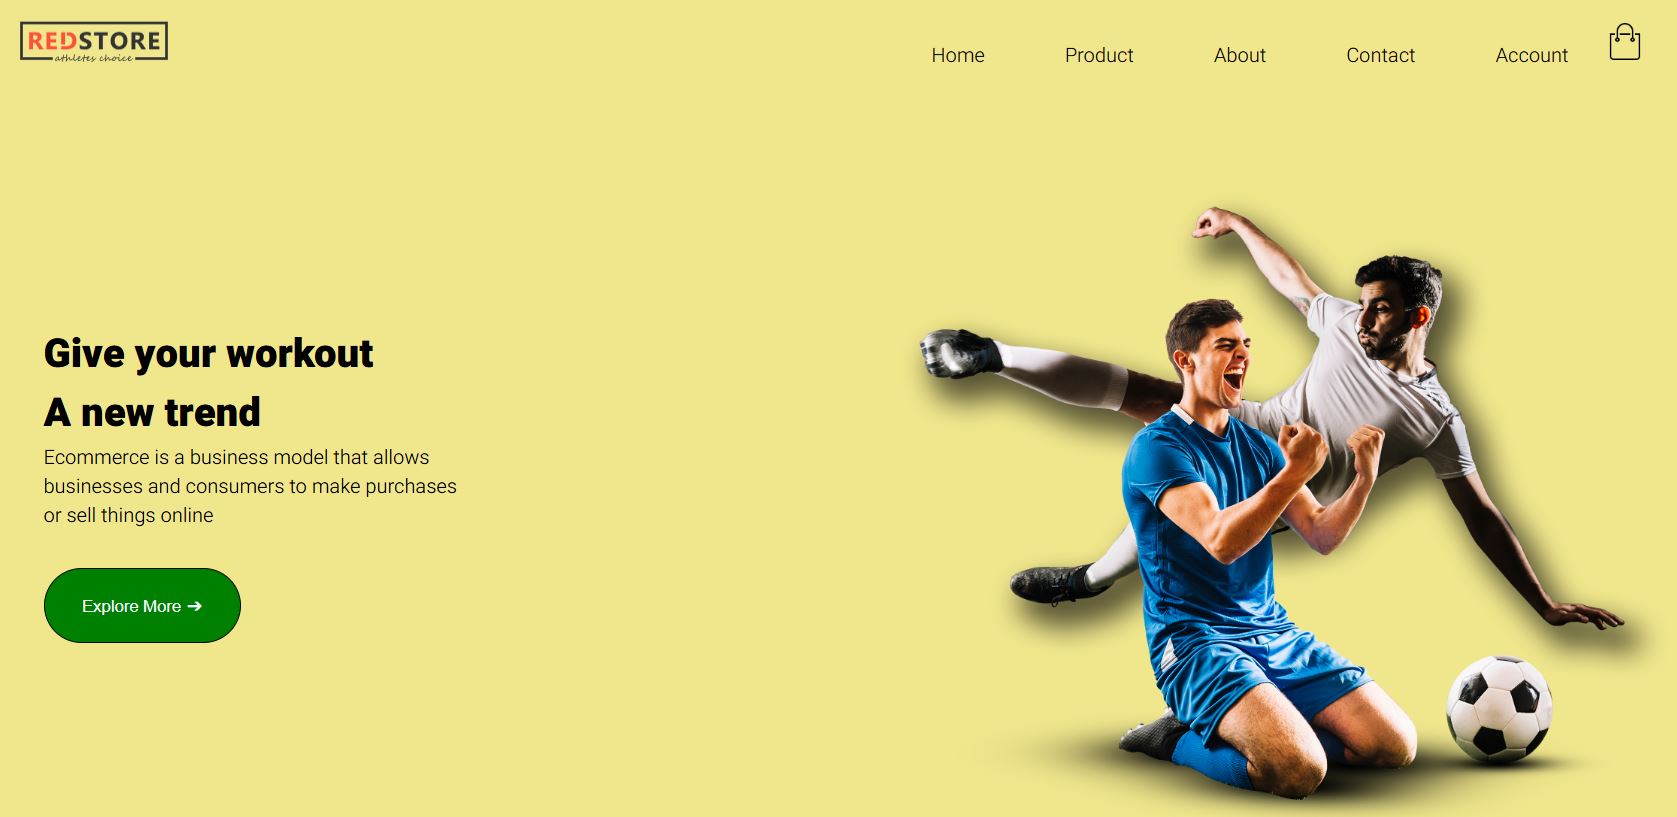 REDSTORE
athletes choice
Home Product About Contact Account
Give your workout
A new trend
Ecommerce is a business model that allows
businesses and consumers to make purchases
or sell things online
Explore More ➔